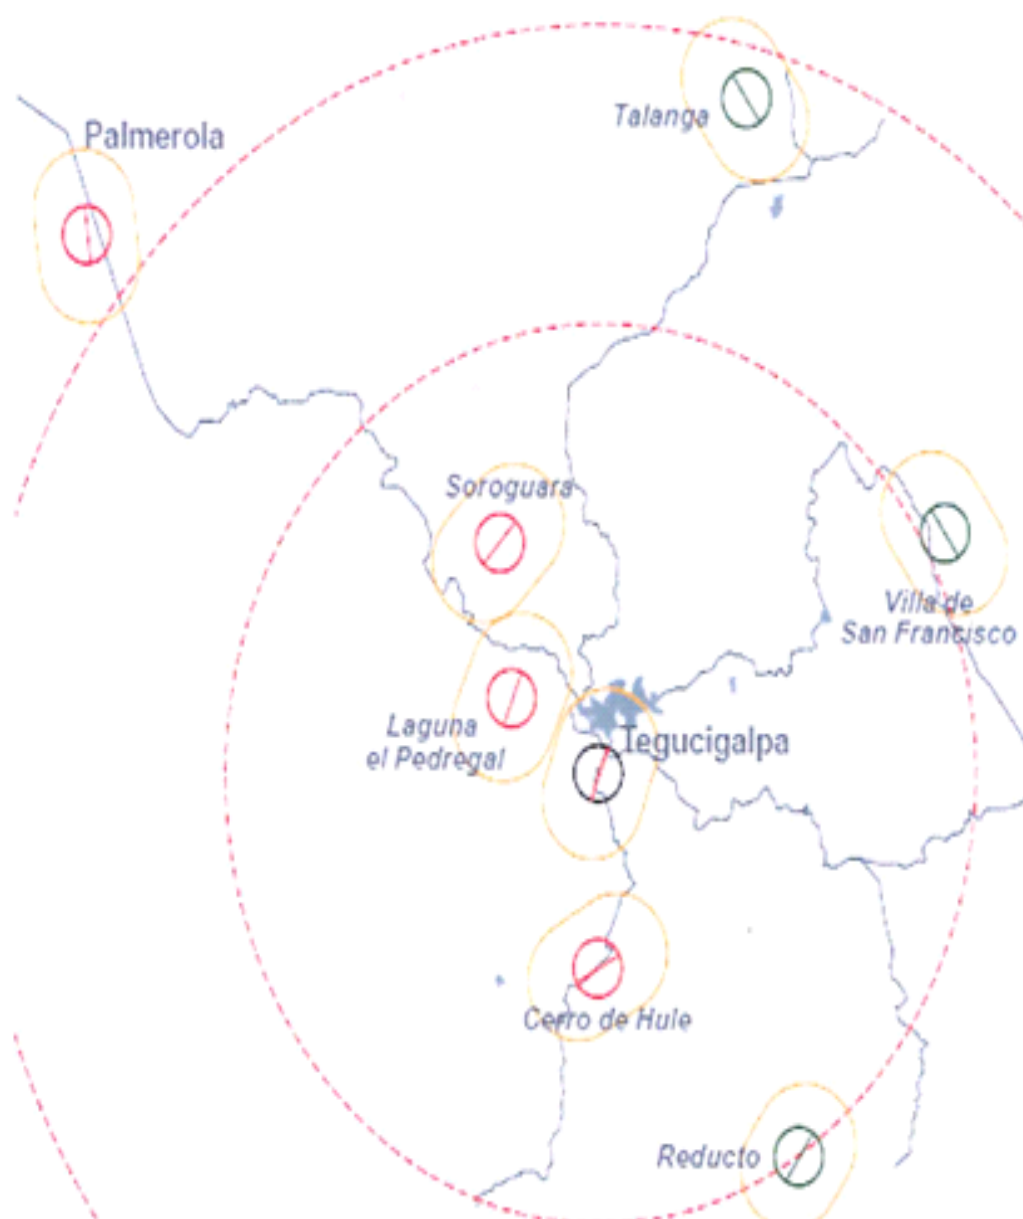 Talanga
Palmerola
Soroguara
Villa de
San Francisco
Laguna
el Pedregal
Tegucigalpa
Cerro de Hule
Reducto